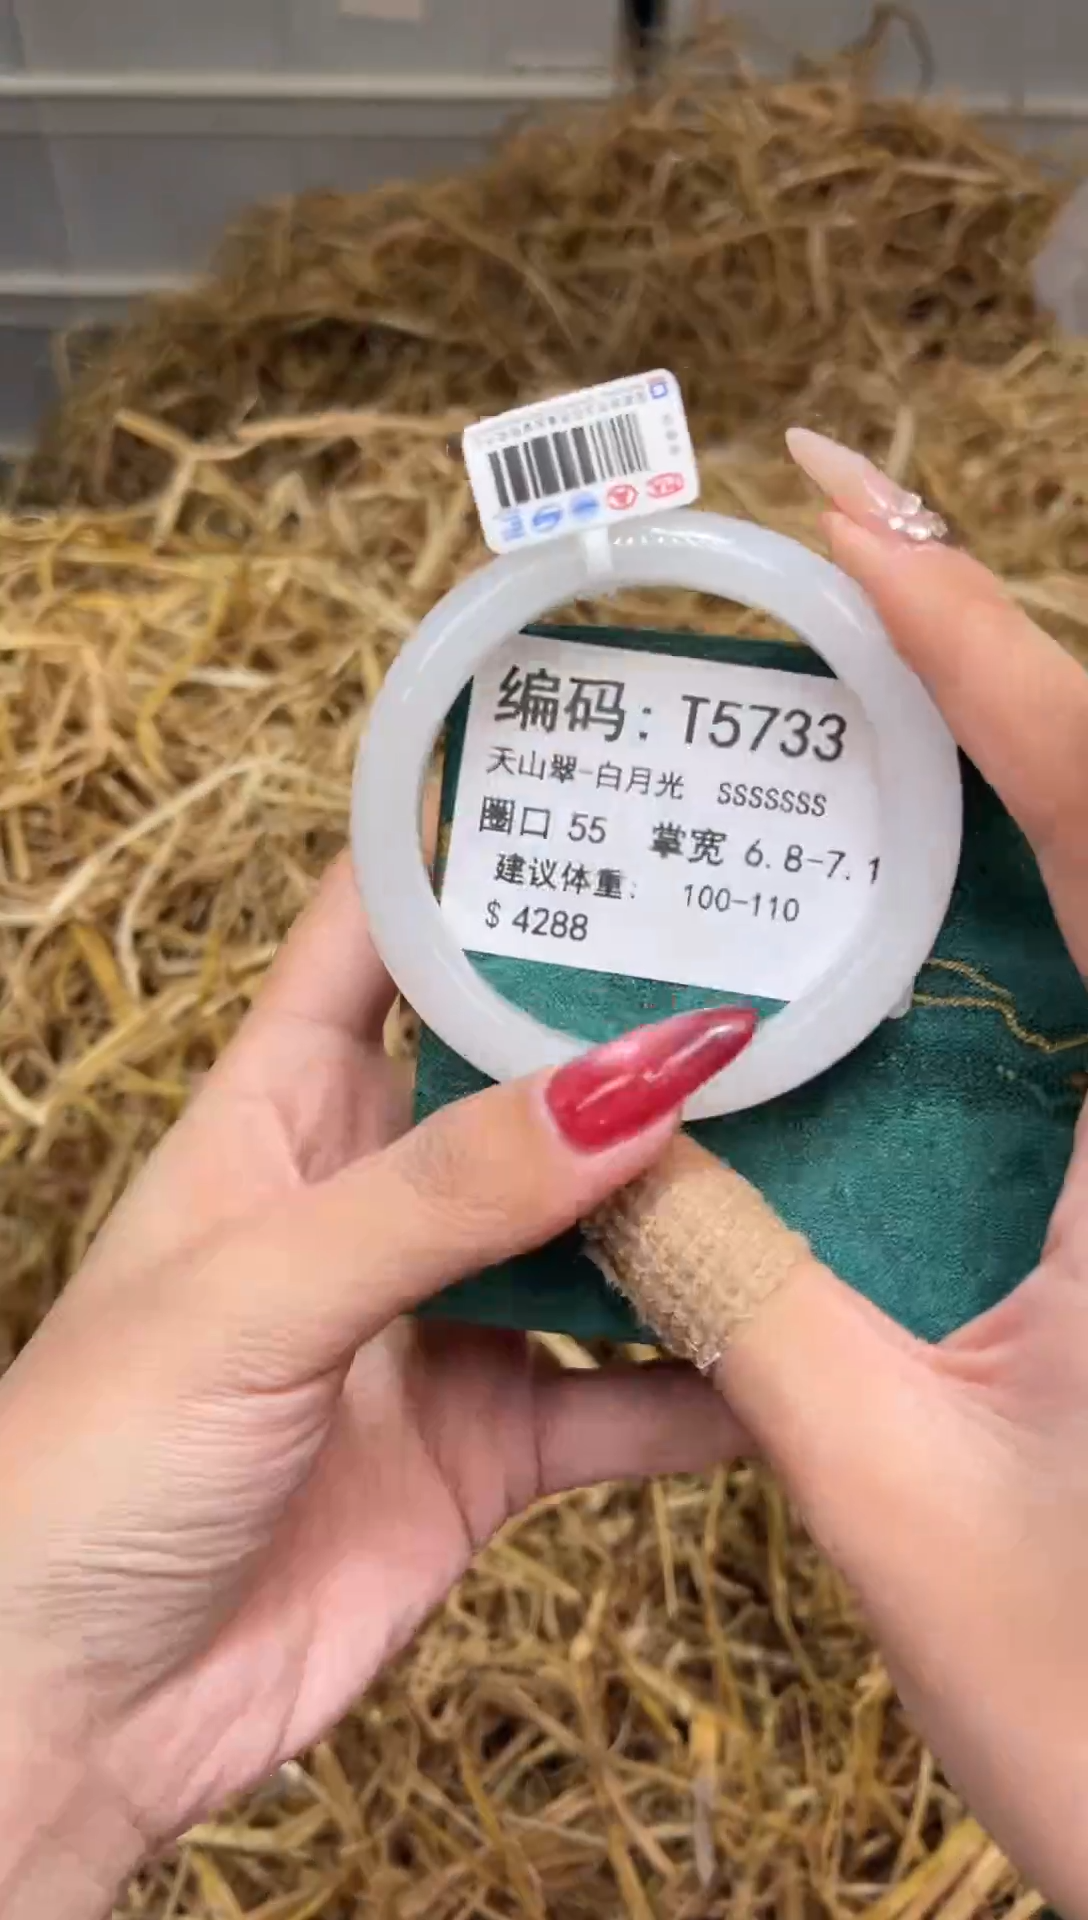 编码: T5733
天山翠-白月光 SSSSSSS
圈口 55 掌宽 6.8-7.1
建议体重: 100-110
$ 4288